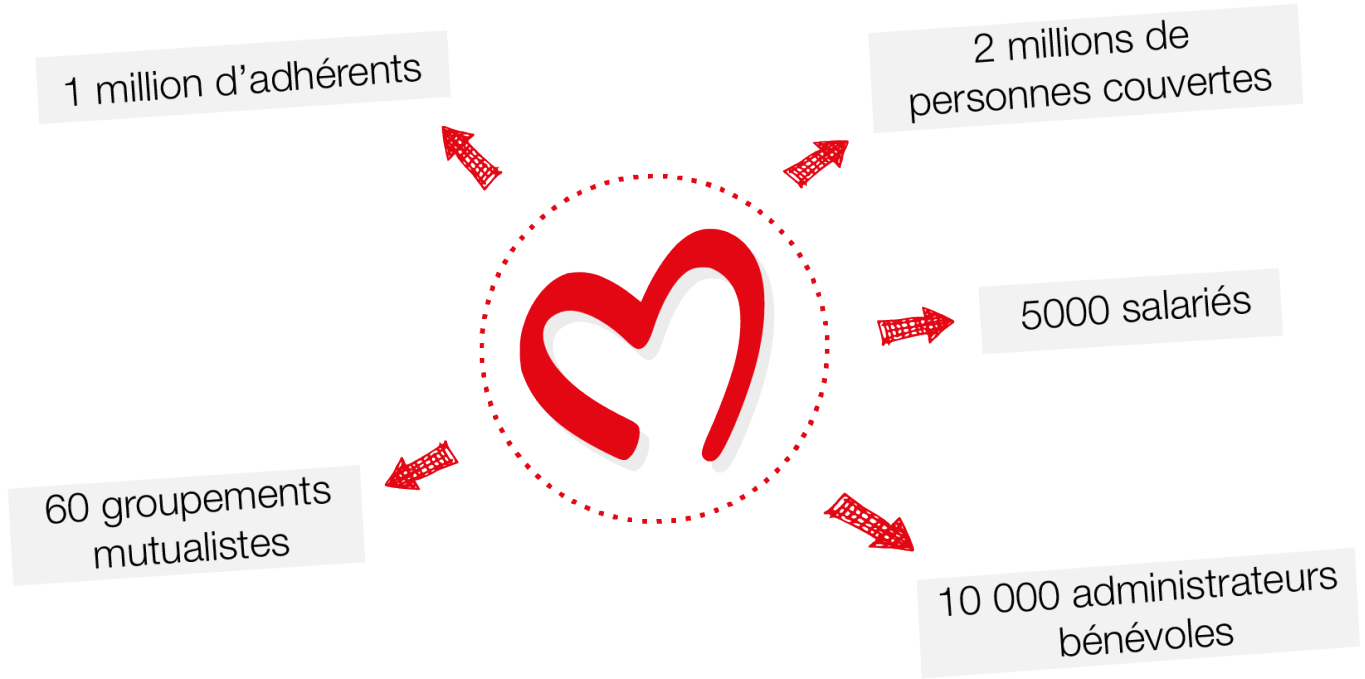 1 million d’adhérents
2 millions de
personnes couvertes
5000 salariés
60 groupements
mutualistes
10 000 administrateurs
bénévoles